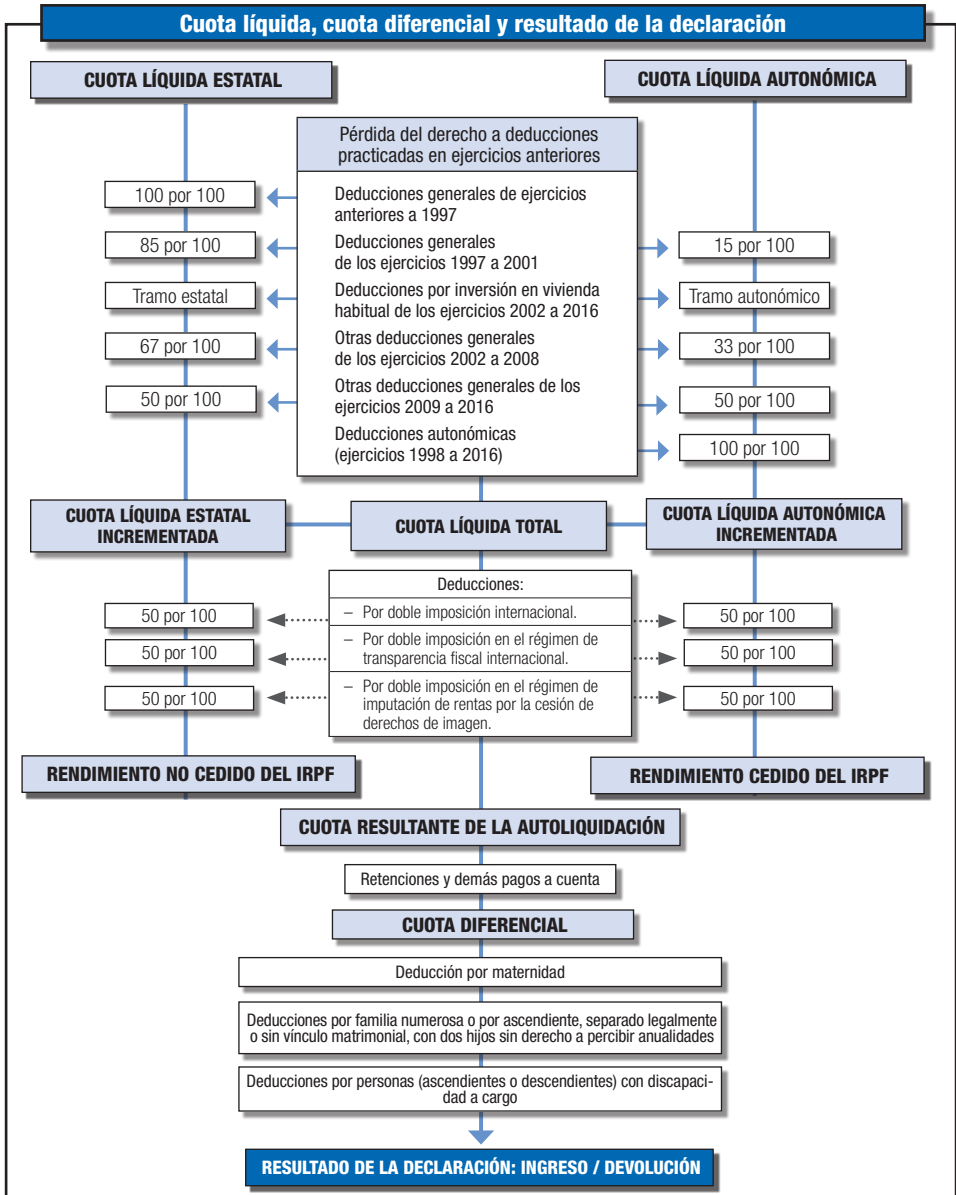 Cuota líquida, cuota diferencial y resultado de la declaración
CUOTA LÍQUIDA ESTATAL
CUOTA LÍQUIDA AUTONÓMICA
Pérdida del derecho a deducciones
practicadas en ejercicios anteriores
100 por 100
Deducciones generales de ejercicios
anteriores a 1997
85 por 100
Deducciones generales
de los ejercicios 1997 a 2001
15 por 100
Tramo estatal
Deducciones por inversión en vivienda
habitual de los ejercicios 2002 a 2016
Tramo autonómico
67 por 100
Otras deducciones generales
de los ejercicios 2002 a 2008
33 por 100
50 por 100
Otras deducciones generales de los
ejercicios 2009 a 2016
50 por 100
Deducciones autonómicas
(ejercicios 1998 a 2016)
100 por 100
CUOTA LÍQUIDA ESTATAL
INCREMENTADA
CUOTA LÍQUIDA TOTAL
CUOTA LÍQUIDA AUTONÓMICA
INCREMENTADA
Deducciones:
50 por 100
– Por doble imposición internacional.
50 por 100
50 por 100
– Por doble imposición en el régimen de
transparencia fiscal internacional.
50 por 100
50 por 100
– Por doble imposición en el régimen de
imputación de rentas por la cesión de
derechos de imagen.
50 por 100
RENDIMIENTO NO CEDIDO DEL IRPF
RENDIMIENTO CEDIDO DEL IRPF
CUOTA RESULTANTE DE LA AUTOLIQUIDACIÓN
Retenciones y demás pagos a cuenta
CUOTA DIFERENCIAL
Deducción por maternidad
Deducciones por familia numerosa o por ascendiente, separado legalmente
o sin vínculo matrimonial, con dos hijos sin derecho a percibir anualidades
Deducciones por personas (ascendientes o descendientes) con discapaci-
dad a cargo
RESULTADO DE LA DECLARACIÓN: INGRESO / DEVOLUCIÓN